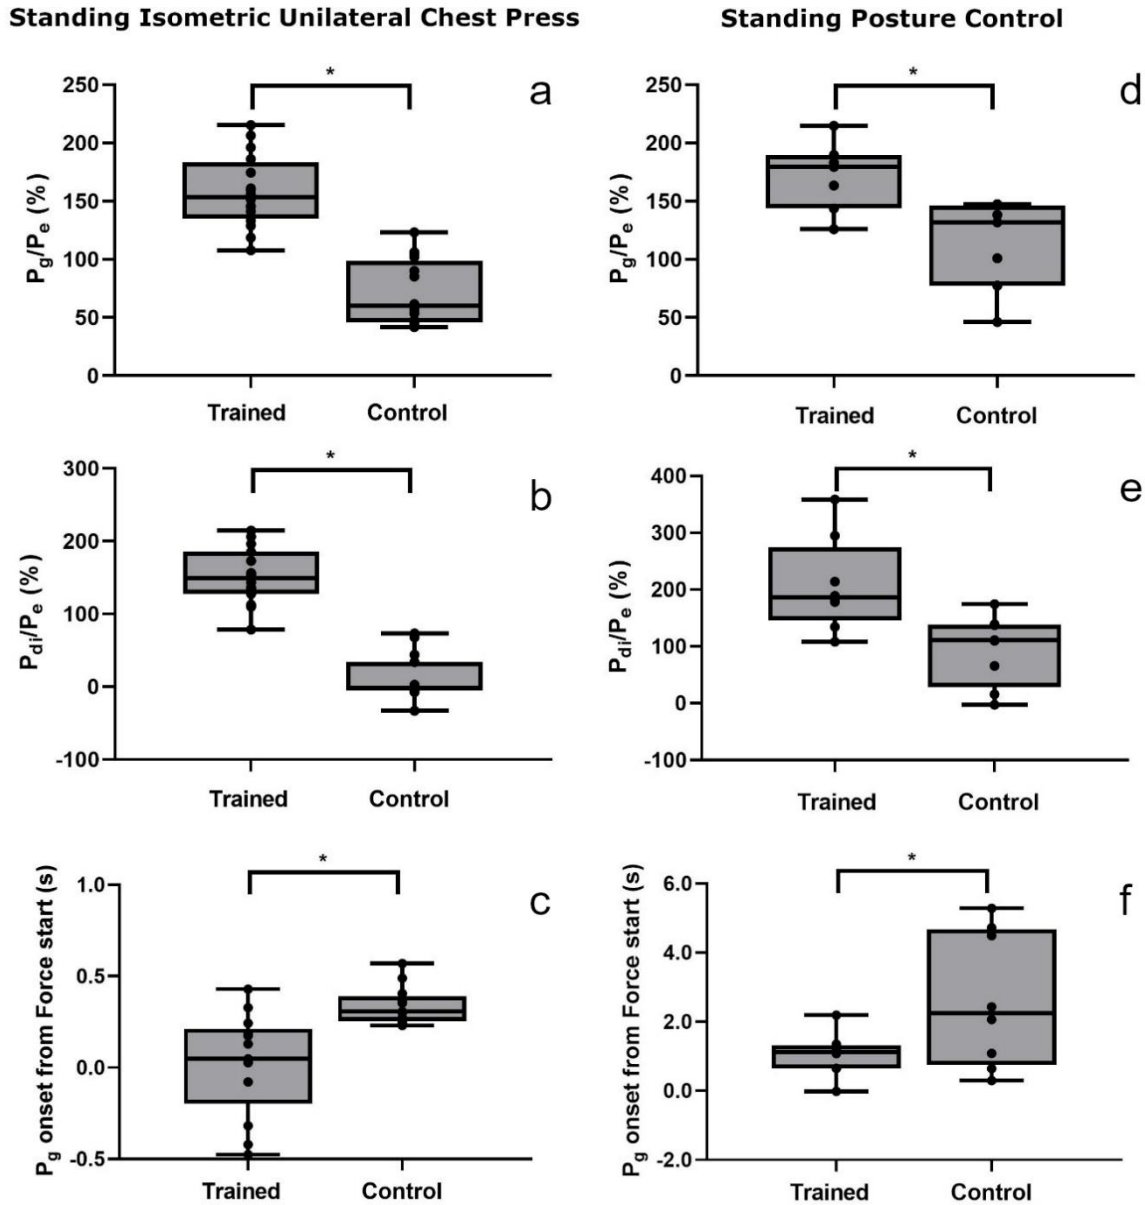 Standing Isometric Unilateral Chest Press
Standing Posture Control
a
*
Pg/Pe (%)
250
200
150
100
50
0
Trained
Control
d
*
Pg/Pe (%)
250
200
150
100
50
0
Trained
Control
b
*
Pdi/Pe (%)
300
200
100
0
-100
Trained
Control
e
*
Pdi/Pe (%)
400
300
200
100
0
-100
Trained
Control
c
*
Pg onset from Force start (s)
1.0
0.5
0.0
-0.5
Trained
Control
f
*
Pg onset from Force start (s)
6.0
4.0
2.0
0.0
-2.0
Trained
Control